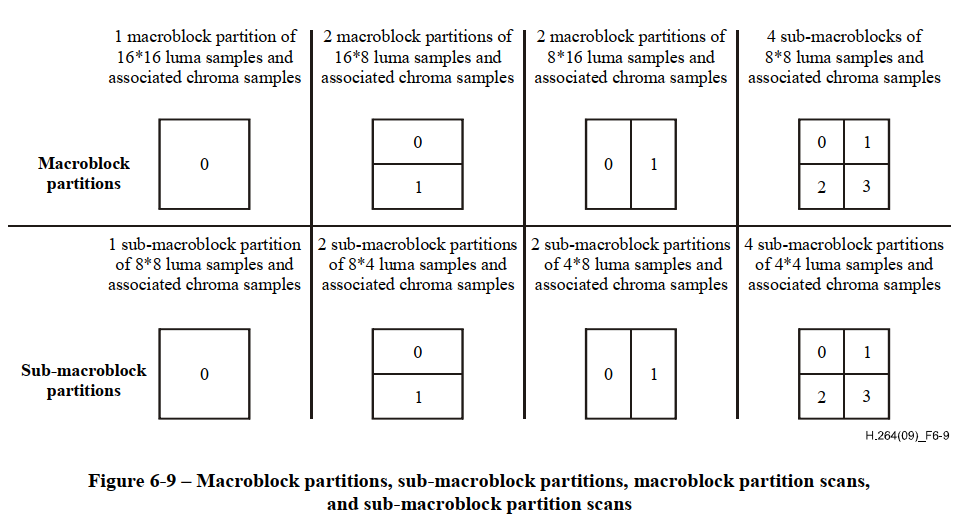 1 macroblock partition of
16*16 luma samples and
associated chroma samples
2 macroblock partitions of
16*8 luma samples and
associated chroma samples
2 macroblock partitions of
8*16 luma samples and
associated chroma samples
4 sub-macroblocks of
8*8 luma samples and
associated chroma samples
Macroblock
partitions
0
0
1
0 1
0 1
2 3
1 sub-macroblock partition
of 8*8 luma samples and
associated chroma samples
2 sub-macroblock partitions
of 8*4 luma samples and
associated chroma samples
2 sub-macroblock partitions
of 4*8 luma samples and
associated chroma samples
4 sub-macroblock partitions
of 4*4 luma samples and
associated chroma samples
Sub-macroblock
partitions
0
0
1
0 1
0 1
2 3
H.264(09)_F6-9
Figure 6-9 – Macroblock partitions, sub-macroblock partitions, macroblock partition scans,
and sub-macroblock partition scans